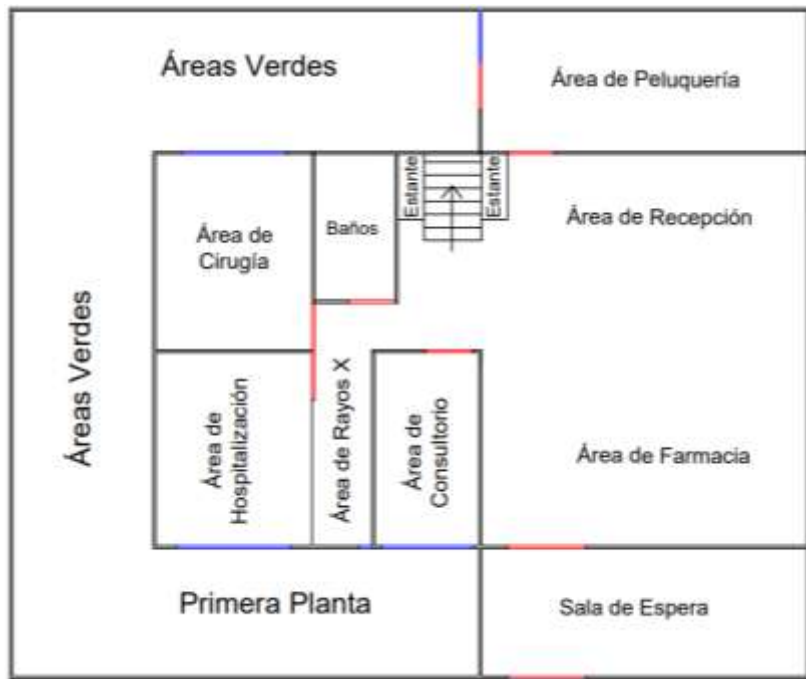 Áreas Verdes
Área de Peluquería
Estante
Estante
Área de
Cirugía
Baños
Área de Recepción
Áreas Verdes
Área de
Hospitalización
Área de Rayos X
Área de
Consultorio
Área de Farmacia
Primera Planta
Sala de Espera